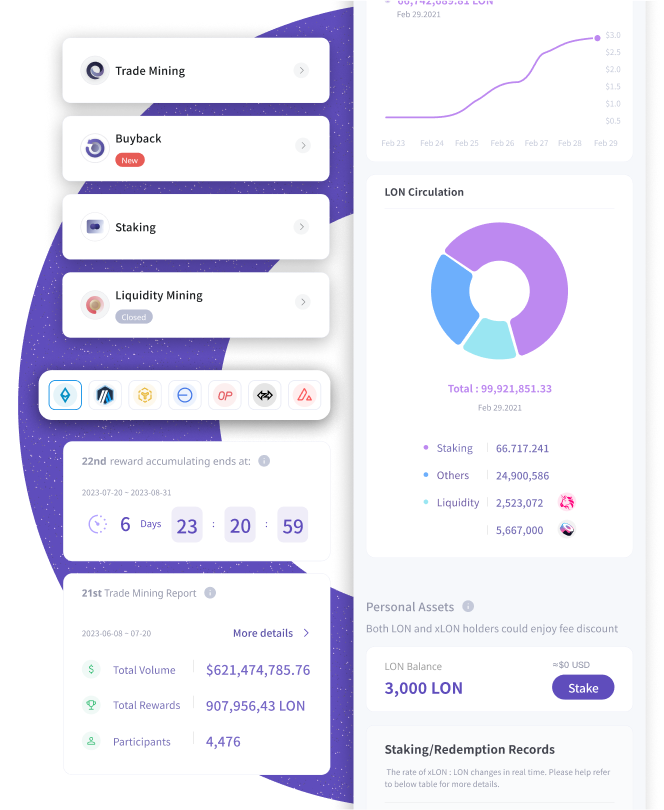 Trade Mining
Buyback
New
Staking
Liquidity Mining
Closed
OP
22nd reward accumulating ends at:
2023-07-20 ~ 2023-08-31
6 Days 23 : 20 : 59
21st Trade Mining Report
2023-06-08 ~ 07-20
More details
$ Total Volume $621,474,785.76
Total Rewards 907,956,43 LON
Participants 4,476
66,742,689.81 LON
Feb 29.2021
$3.0
$2.5
$2.0
$1.5
$1.0
$0.5
Feb 23 Feb 24 Feb 25 Feb 26 Feb 27 Feb 28 Feb 29
LON Circulation
Total : 99,921,851.33
Feb 29.2021
Staking 66.717.241
Others 24,900,586
Liquidity 2,523,072
5,667,000
Personal Assets
Both LON and xLON holders could enjoy fee discount
LON Balance
≈$0 USD
3,000 LON
Stake
Staking/Redemption Records
The rate of xLON : LON changes in real time. Please help refer
to below table for more details.